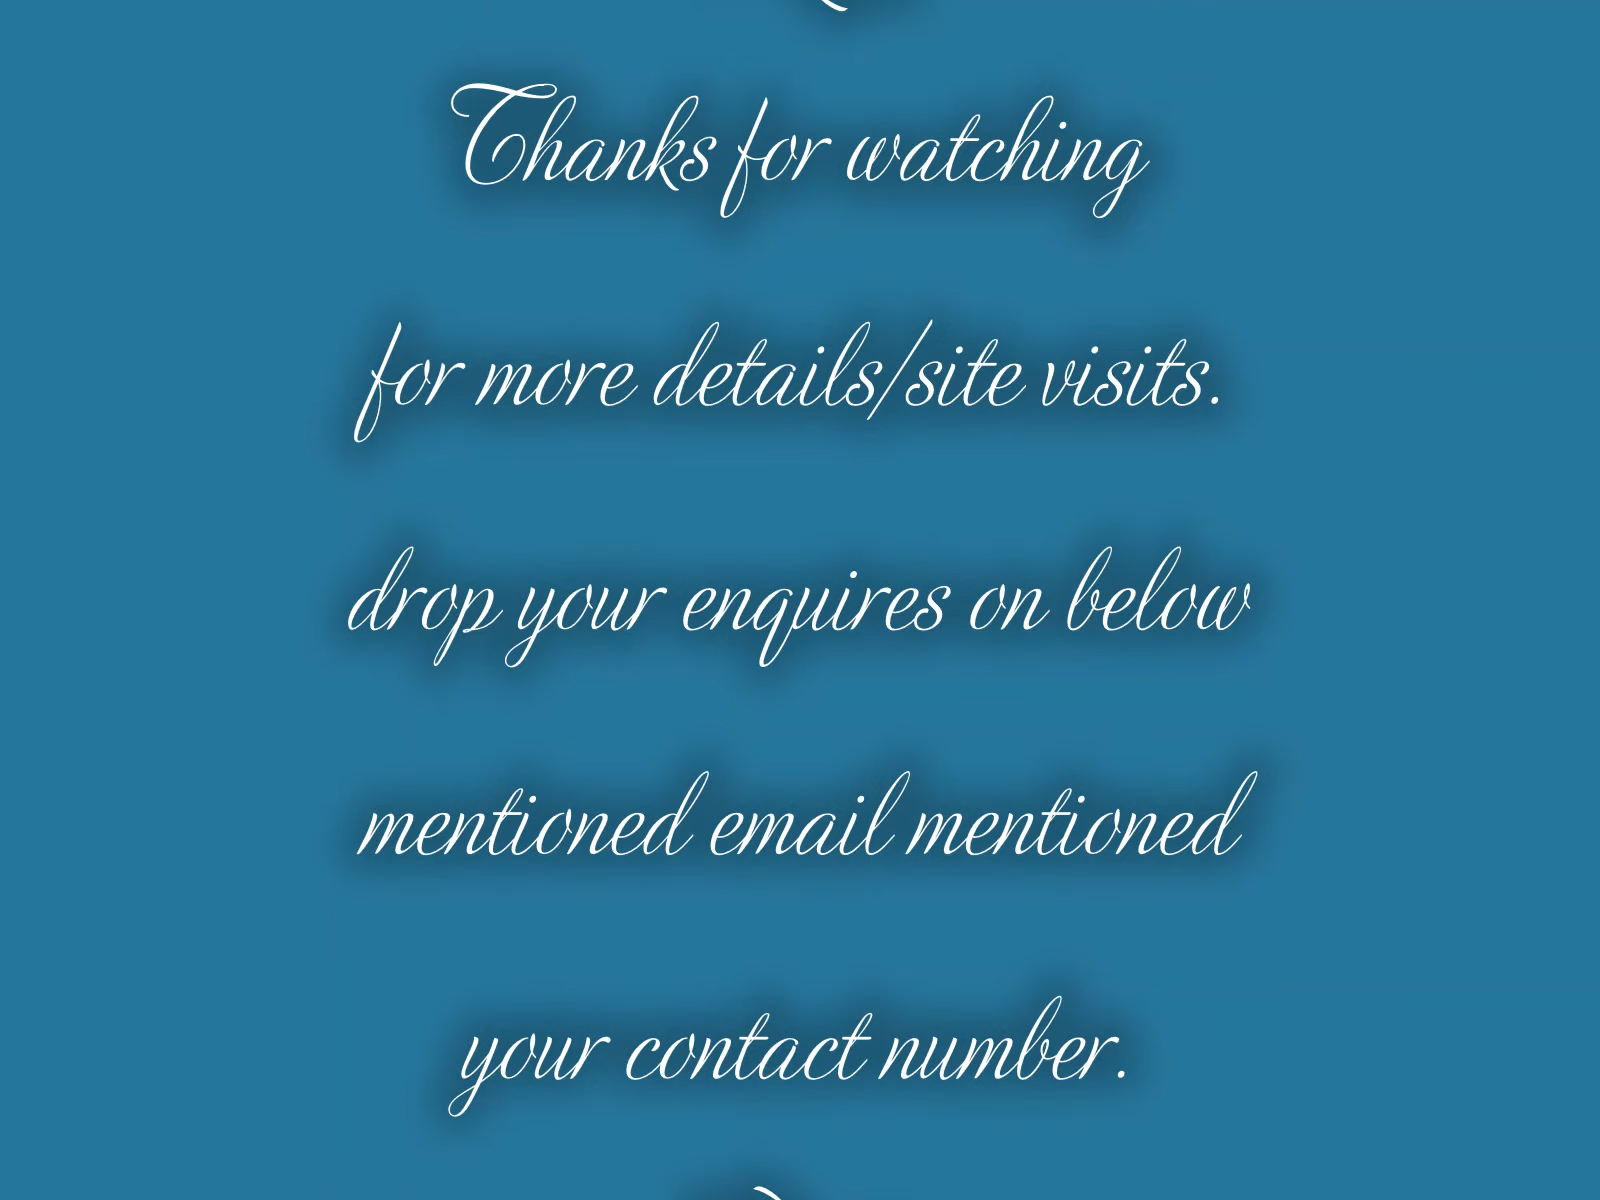 Thanks for watching
for more details/site visits.
drop your enquires on below
mentioned email mentioned
your contact number.